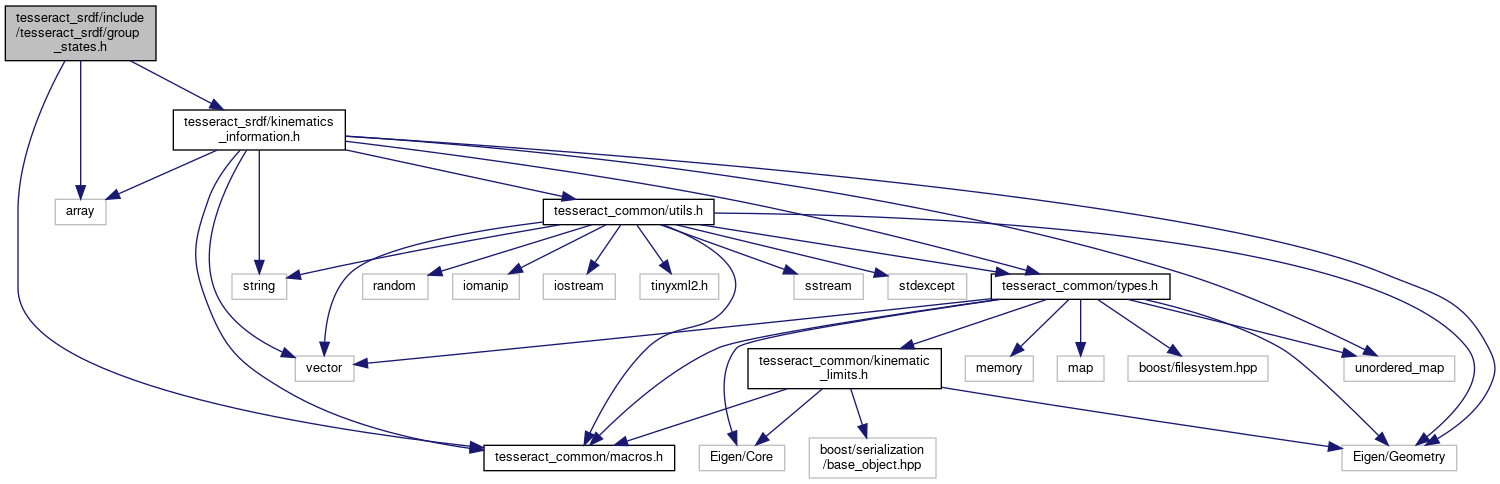 tesseract_srdf/include
/tesseract_srdf/group
_states.h
tesseract_srdf/kinematics
_information.h
array
tesseract_common/utils.h
string
random
iomanip
iostream
tinyxml2.h
sstream
stdexcept
tesseract_common/types.h
vector
tesseract_common/kinematic
_limits.h
memory
map
boost/filesystem.hpp
unordered_map
tesseract_common/macros.h
Eigen/Core
boost/serialization
/base_object.hpp
Eigen/Geometry